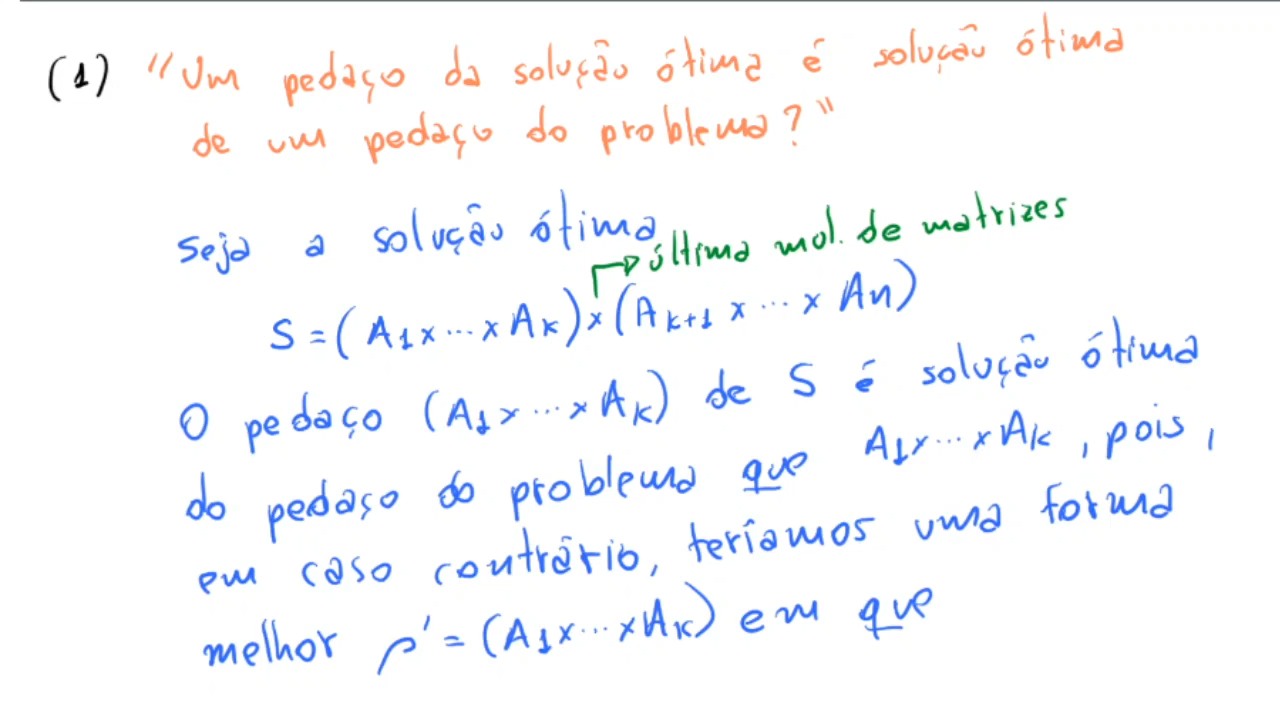 (1) "Um pedaço da solução ótima é solução ótima
de um pedaço do problema?"
Seja a solução ótima
última mol. de matrizes
S = (A₁ x ... x Aₖ) x (Aₖ₊₁ x ... x An)
O pedaço (A₁ x ... x Aₖ) de S é solução ótima
do pedaço do problema que A₁ x ... x Aₖ, pois,
em caso contrário, teríamos uma forma
melhor ρ' = (A₁ x ... x Aₖ) em que